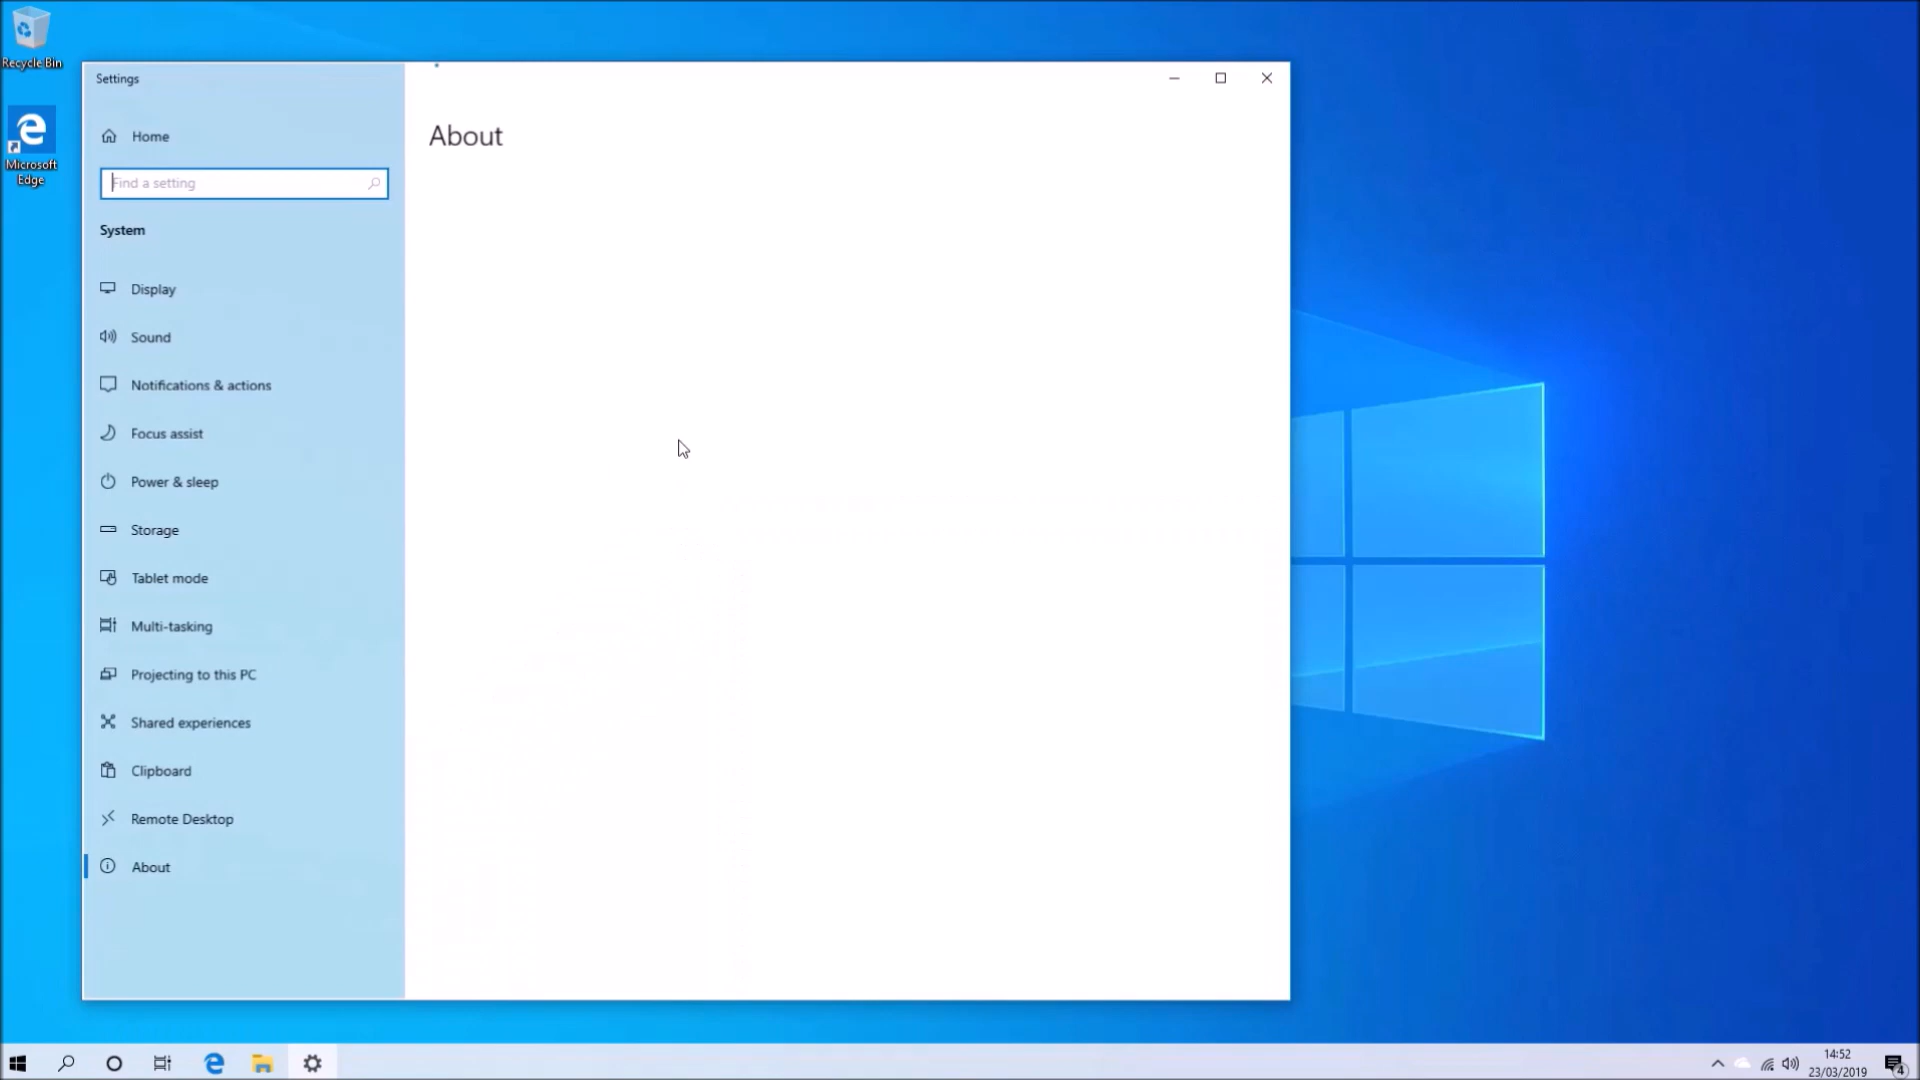 Recycle Bin
Microsoft
Edge
Settings
Home
Find a setting
System
Display
Sound
Notifications & actions
Focus assist
Power & sleep
Storage
Tablet mode
Multi-tasking
Projecting to this PC
Shared experiences
Clipboard
Remote Desktop
About
About
14:52
23/03/2019
4